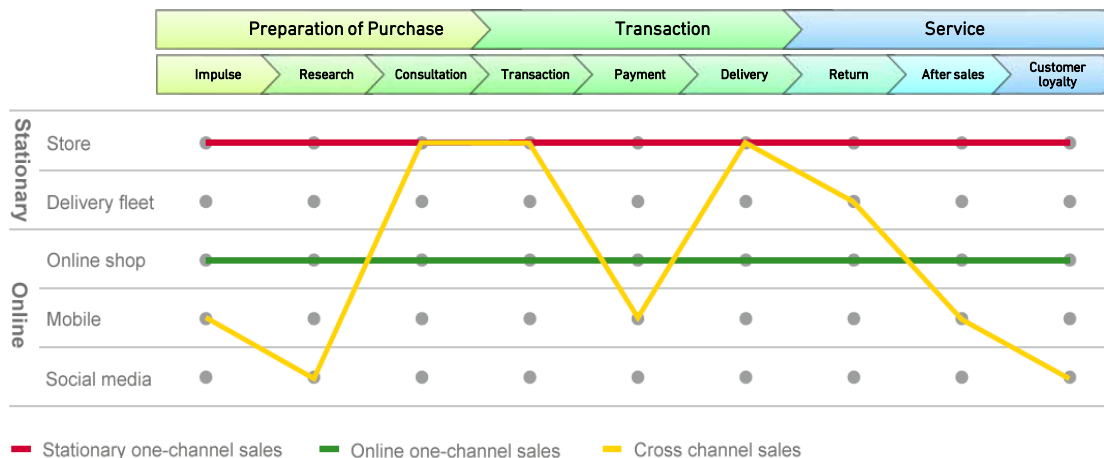 Preparation of Purchase
Transaction
Service
Impulse
Research
Consultation
Transaction
Payment
Delivery
Return
After sales
Customer
loyalty
Stationary
Store
Delivery fleet
Online
Online shop
Mobile
Social media
Stationary one-channel sales
Online one-channel sales
Cross channel sales